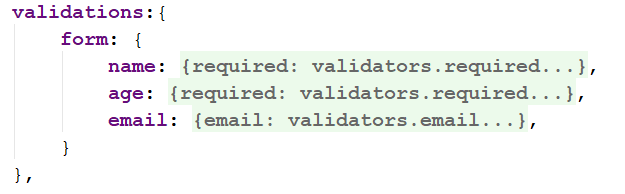 validations:{
form: {
name: {required: validators.required...},
age: {required: validators.required...},
email: {email: validators.email...},
}
},